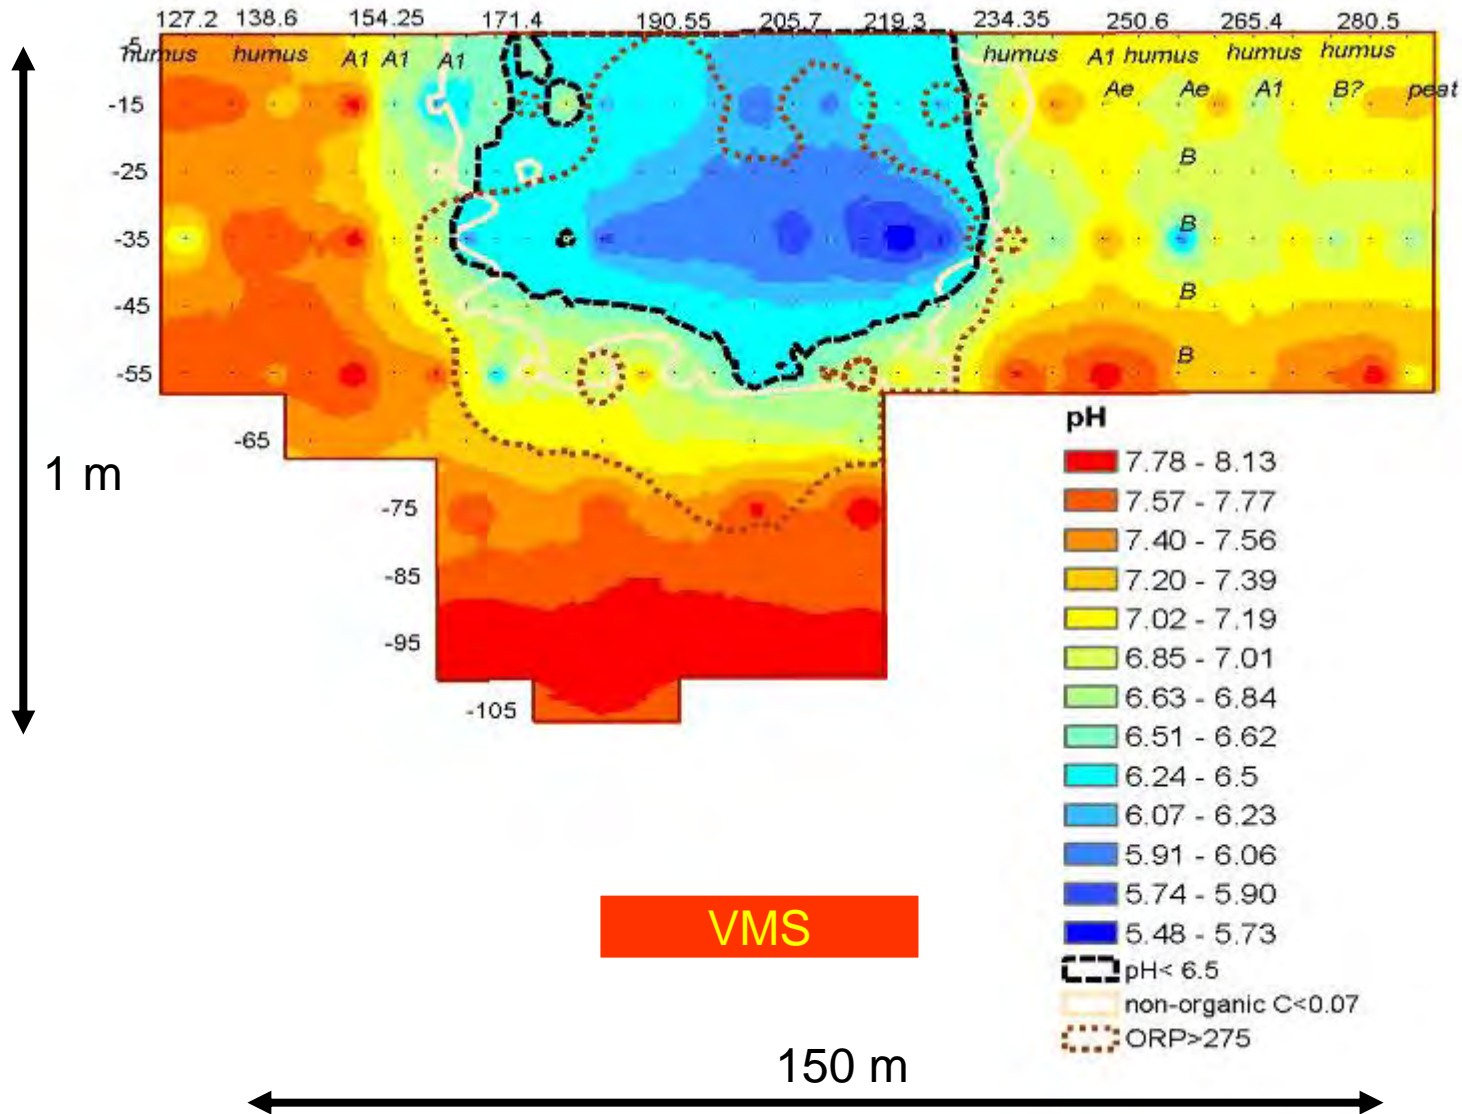 127.2 138.6 154.25 171.4 190.55 205.7 219.3 234.35 250.6 265.4 280.5
-5
humus humus A1 A1 A1 humus A1 humus humus humus
-15 Ae Ae A1 B? peat
-25 B
-35 B
-45 B
-55 B
-65
1 m
-75
-85
-95
-105
pH
7.78 - 8.13
7.57 - 7.77
7.40 - 7.56
7.20 - 7.39
7.02 - 7.19
6.85 - 7.01
6.63 - 6.84
6.51 - 6.62
6.24 - 6.5
6.07 - 6.23
5.91 - 6.06
5.74 - 5.90
5.48 - 5.73
pH< 6.5
non-organic C<0.07
ORP>275
VMS
150 m